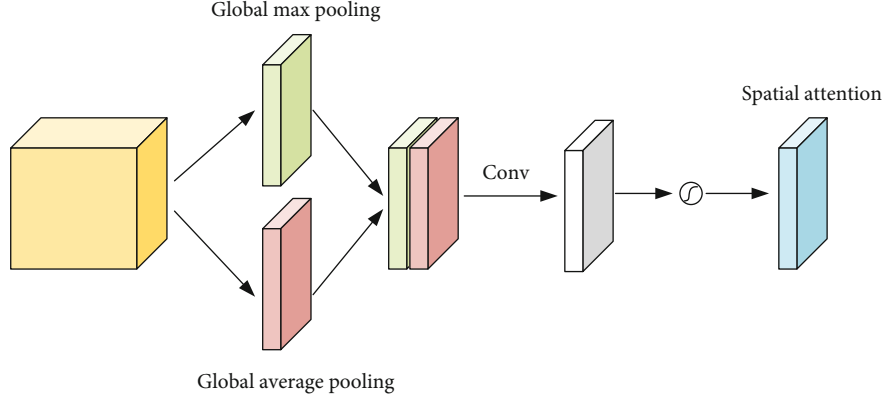 Global max pooling
Spatial attention
Conv
Global average pooling